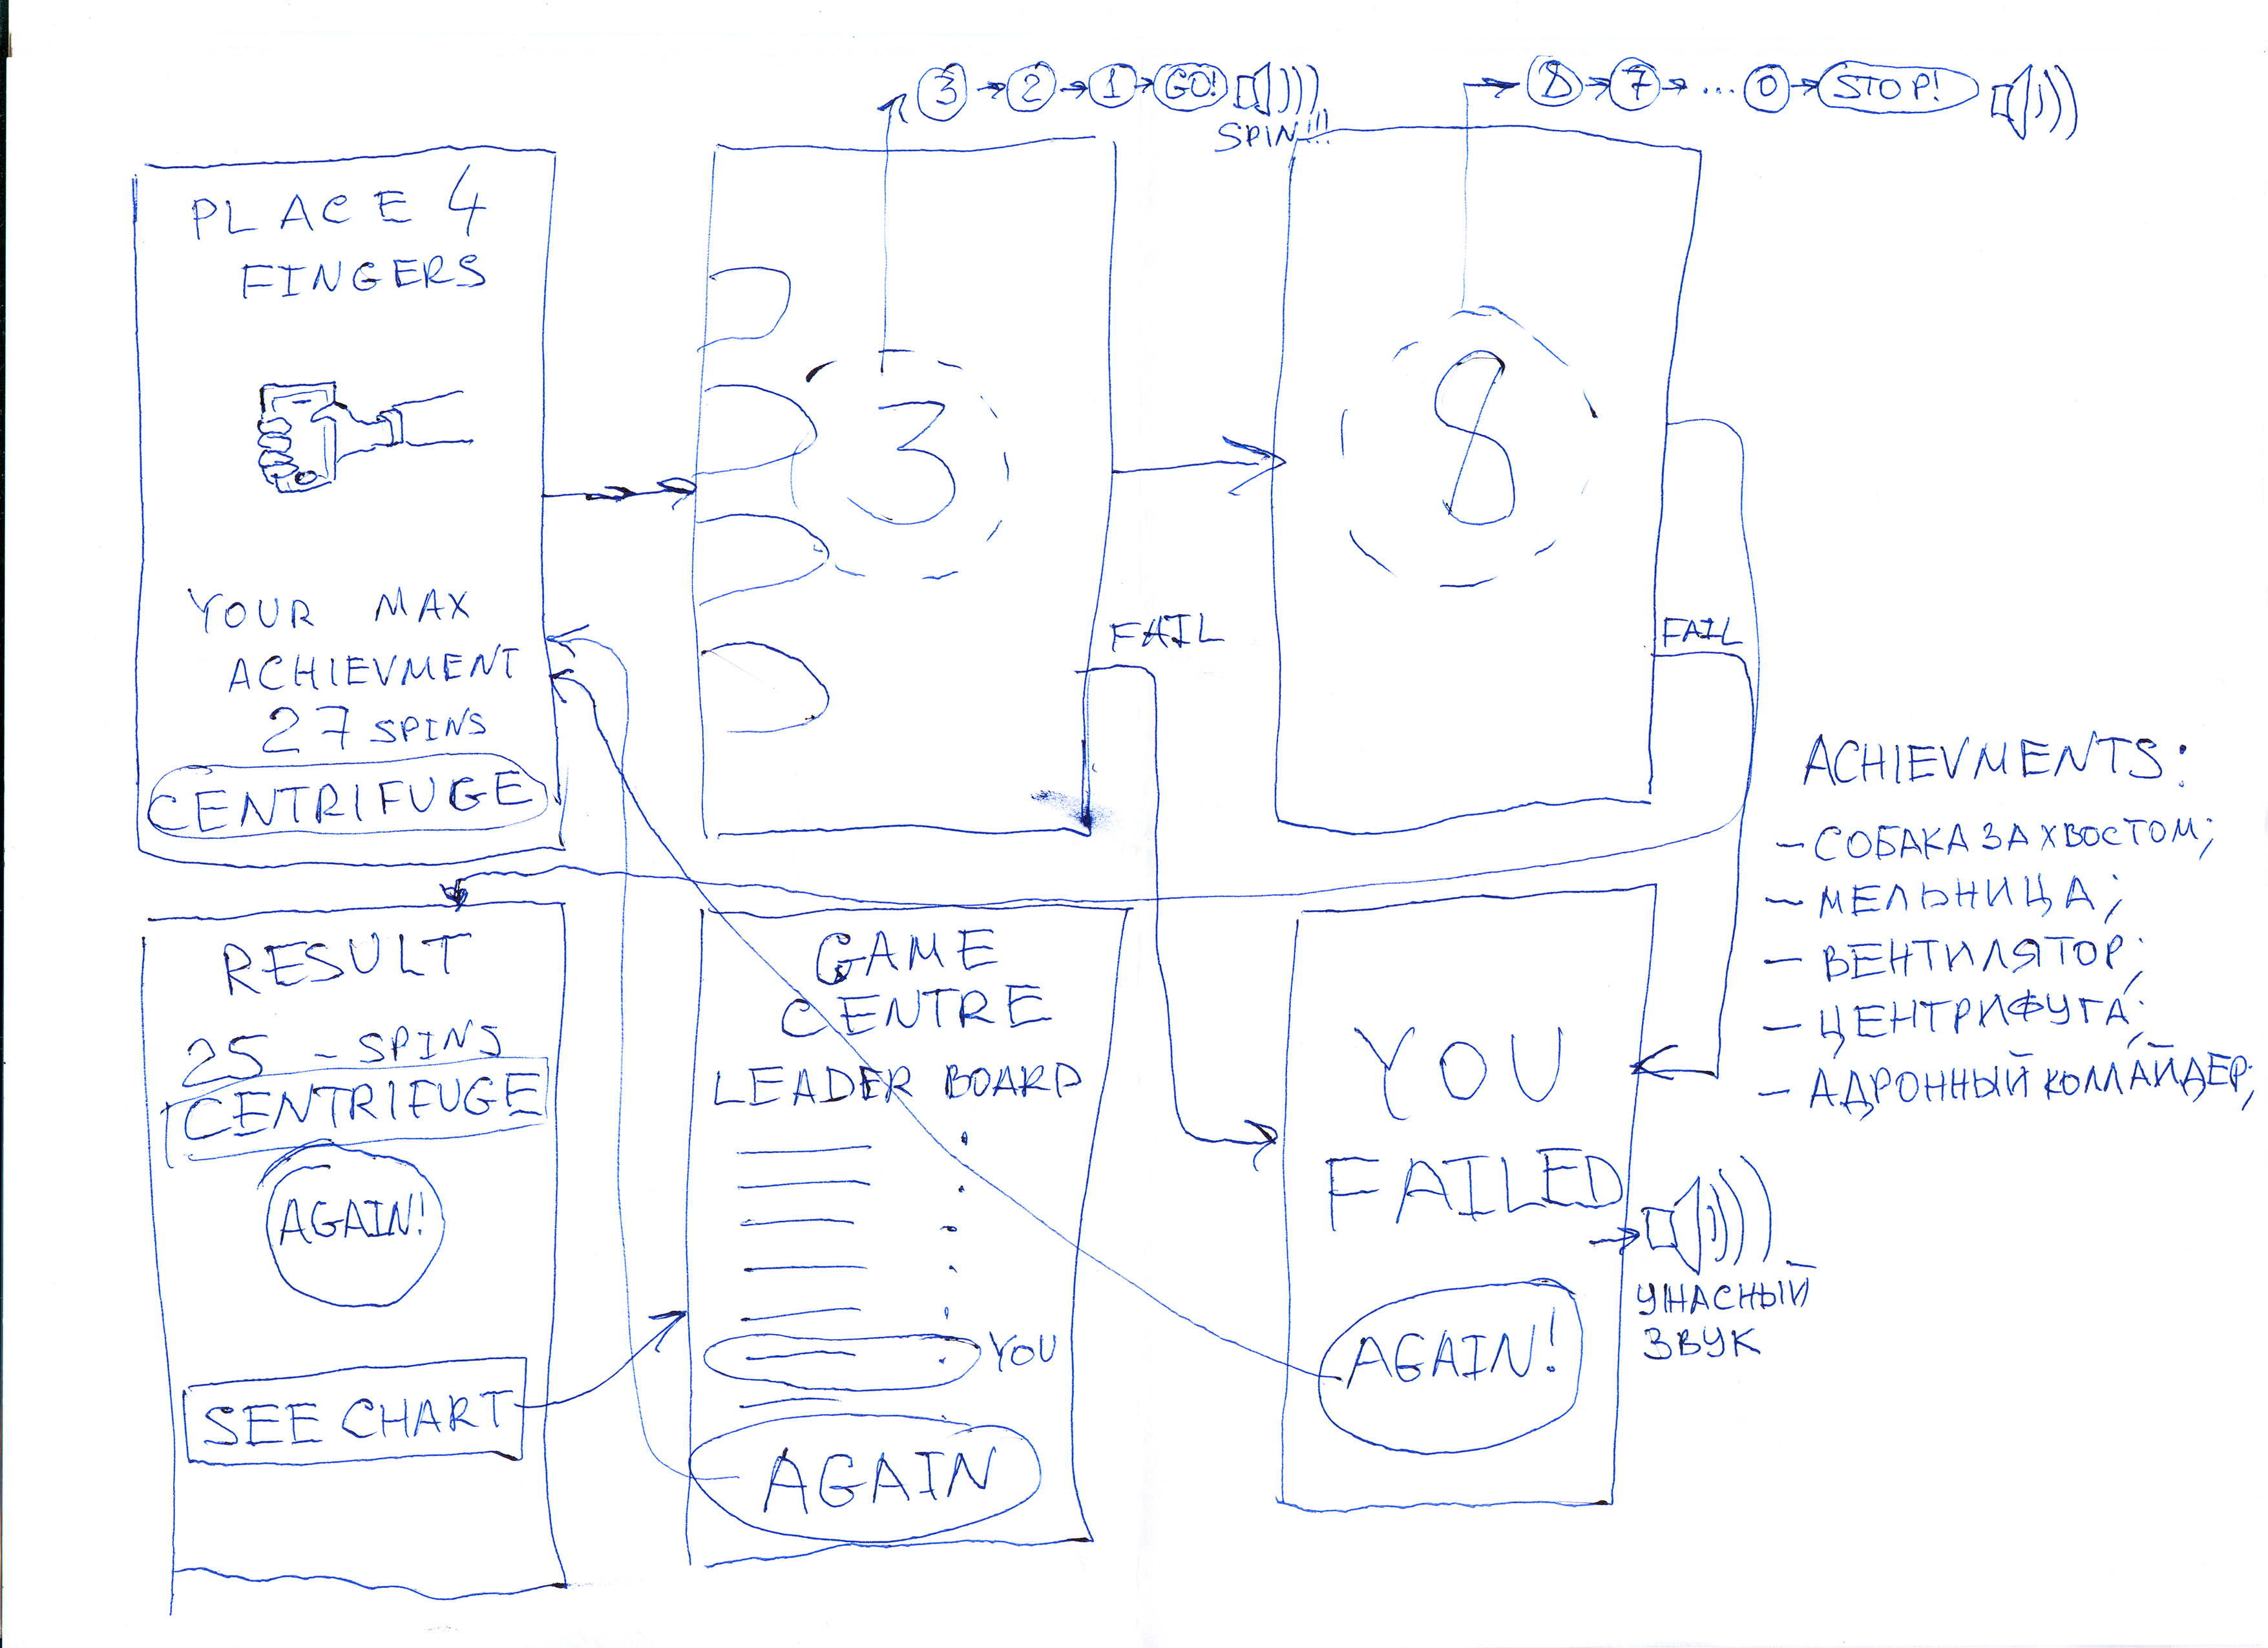 3 → 2 → 1 → GO!
SPIN!!!
→ 8 → 7 → ... 0 → STOP!
PLACE 4
FINGERS
YOUR MAX
ACHIEVMENT
27 SPINS
CENTRIFUGE
3
FAIL
8
FAIL
ACHIEVMENTS:
- СОБАКА ЗА ХВОСТОМ;
- МЕЛЬНИЦА;
- ВЕНТИЛЯТОР;
- ЦЕНТРИФУГА;
- АДРОННЫЙ КОЛЛАЙДЕР;
RESULT
25 - SPINS
CENTRIFUGE
AGAIN!
SEE CHART
GAME
CENTRE
LEADER BOARD
YOU
AGAIN
YOU
FAILED
AGAIN!
УЖАСНЫЙ
ЗВУК